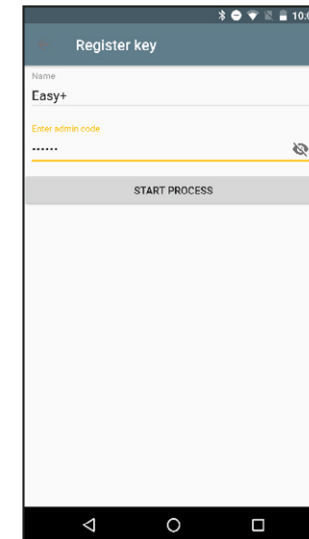 10:0
Register key
Name
Easy+
Enter admin code
······
START PROCESS